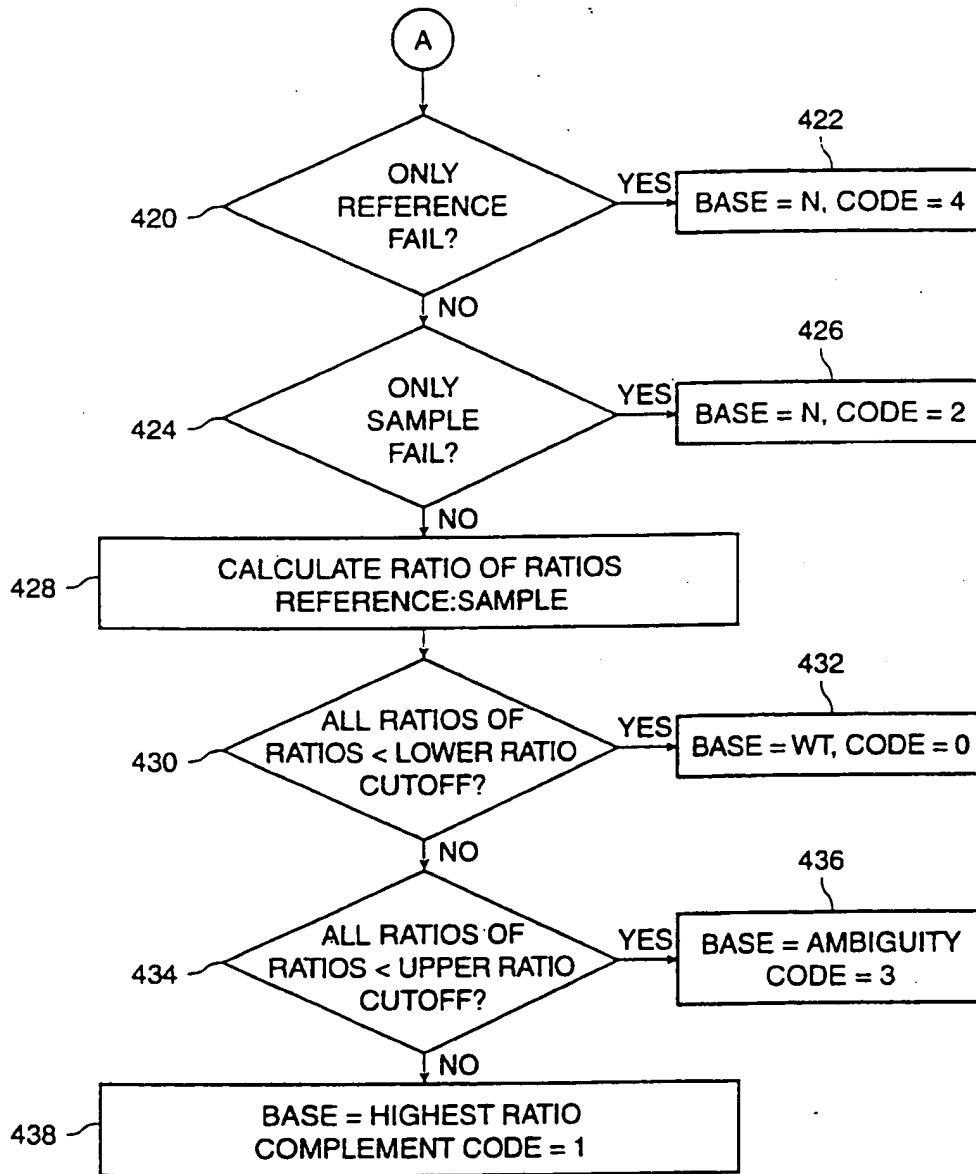 A
ONLY
REFERENCE
FAIL?
420
YES
422
BASE = N, CODE = 4
NO
ONLY
SAMPLE
FAIL?
424
YES
426
BASE = N, CODE = 2
NO
428
CALCULATE RATIO OF RATIOS
REFERENCE:SAMPLE
ALL RATIOS OF
RATIOS < LOWER RATIO
CUTOFF?
430
YES
432
BASE = WT, CODE = 0
NO
ALL RATIOS OF
RATIOS < UPPER RATIO
CUTOFF?
434
YES
436
BASE = AMBIGUITY
CODE = 3
NO
438
BASE = HIGHEST RATIO
COMPLEMENT CODE = 1